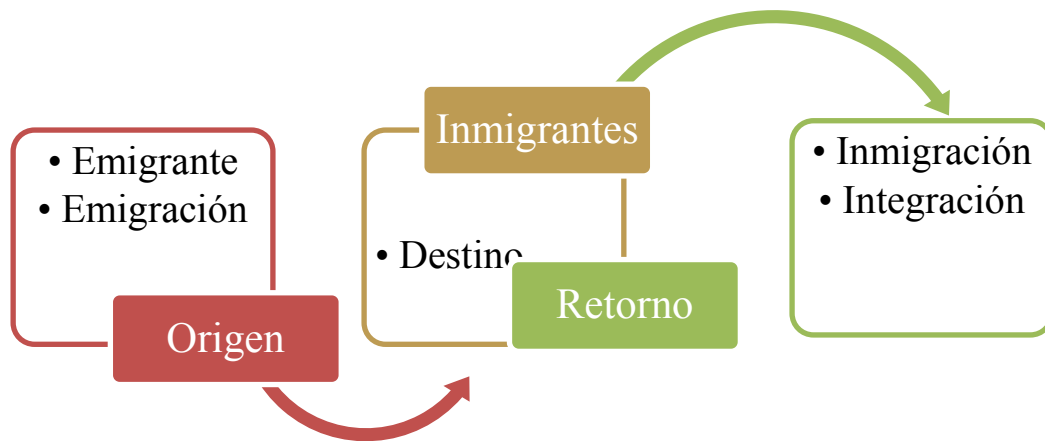 • Emigrante
• Emigración
Origen
Inmigrantes
• Destino
Retorno
• Inmigración
• Integración